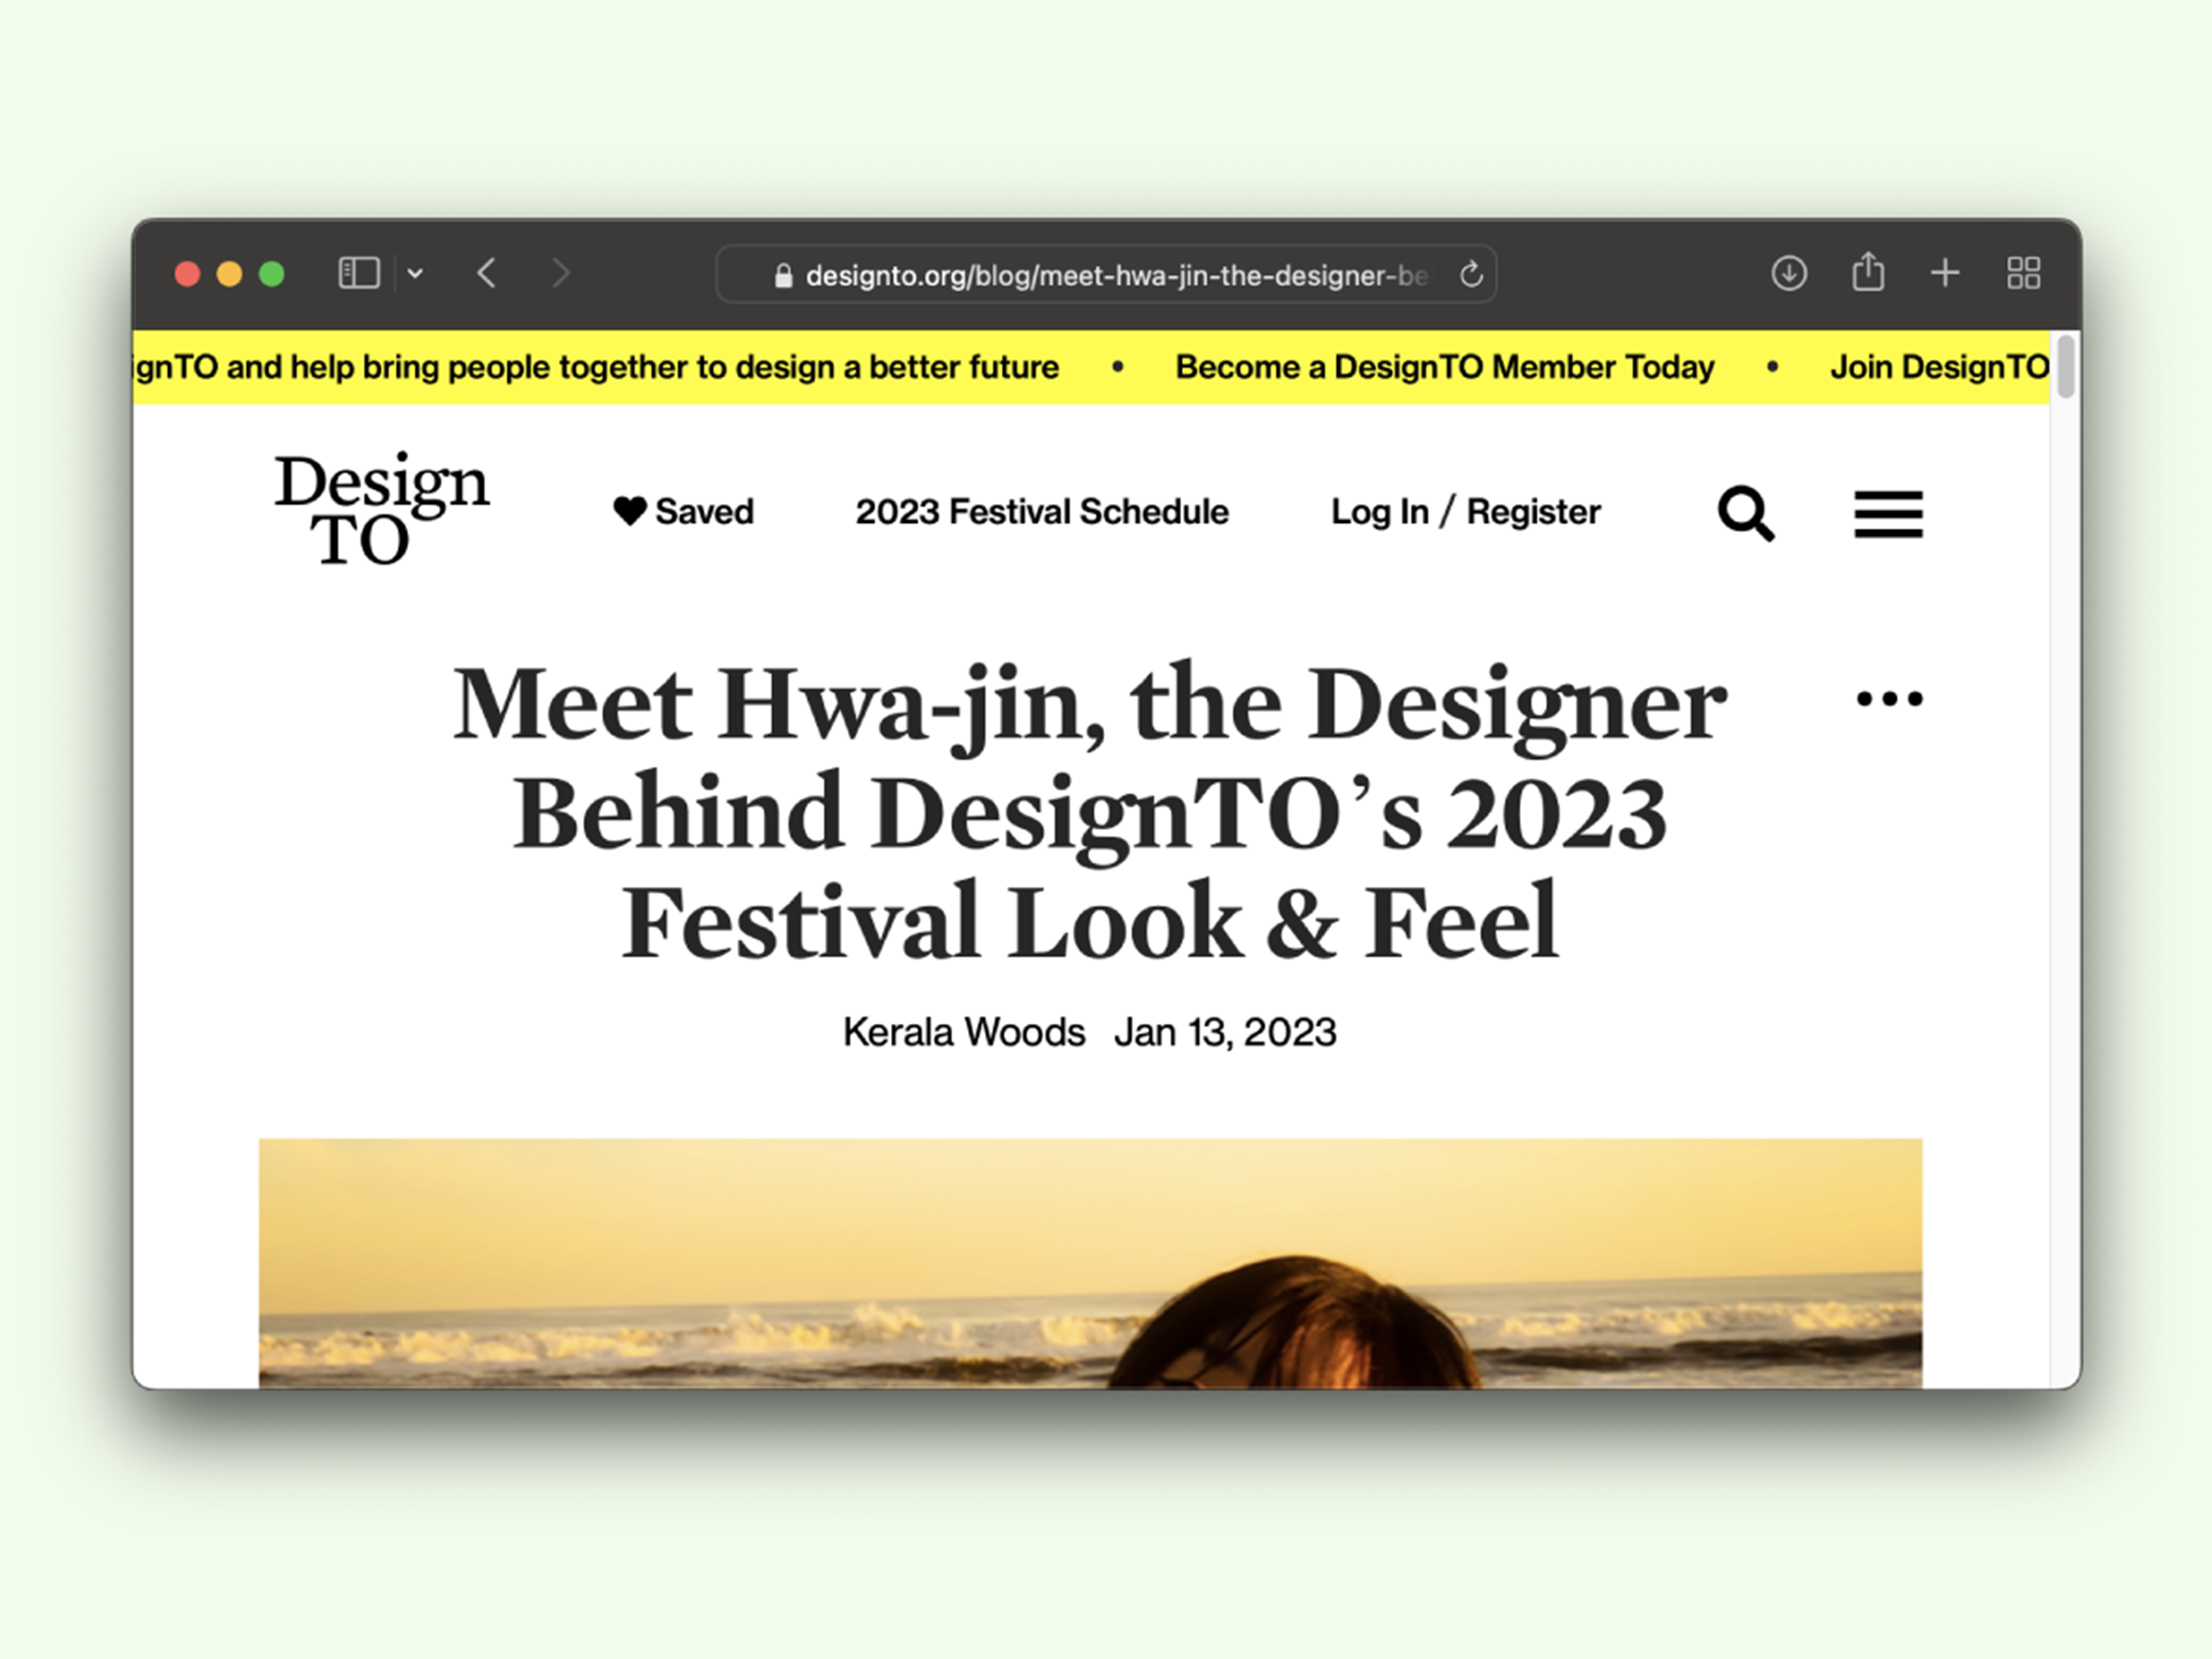 designto.org/blog/meet-hwa-jin-the-designer-be
ignTO and help bring people together to design a better future • Become a DesignTO Member Today • Join DesignTO
Design
TO
Saved
2023 Festival Schedule
Log In / Register
Meet Hwa-jin, the Designer
Behind DesignTO’s 2023
Festival Look & Feel
Kerala Woods Jan 13, 2023